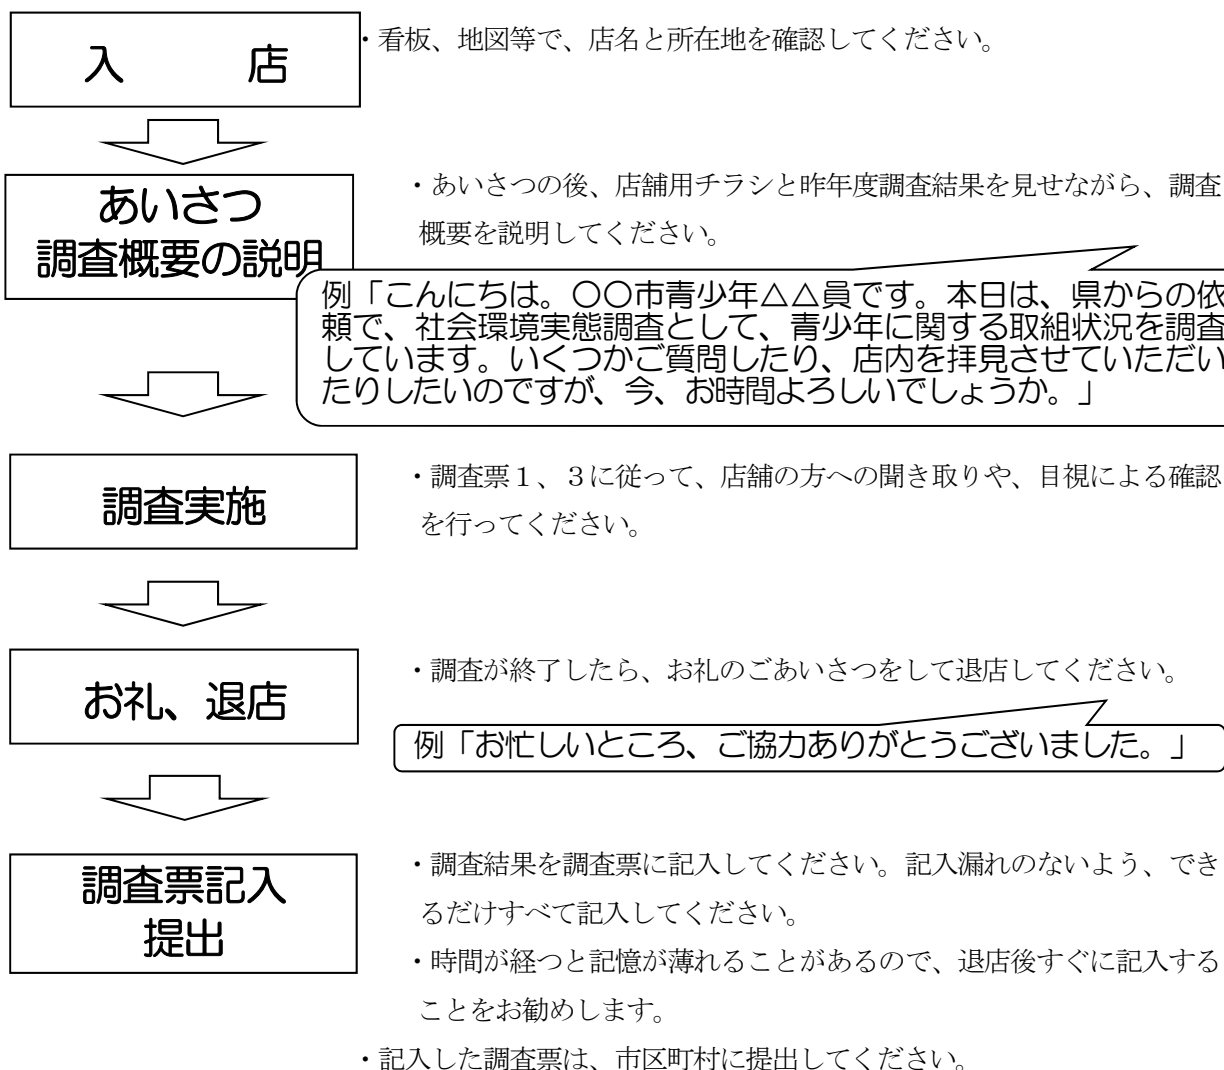 入　　　店
・看板、地図等で、店名と所在地を確認してください。
あいさつ
調査概要の説明
・あいさつの後、店舗用チラシと昨年度調査結果を見せながら、調査
概要を説明してください。
例「こんにちは。〇〇市青少年△△員です。本日は、県からの依
頼で、社会環境実態調査として、青少年に関する取組状況を調査
しています。いくつかご質問したり、店内を拝見させていただい
たりしたいのですが、今、お時間よろしいでしょうか。」
調査実施
・調査票１、３に従って、店舗の方への聞き取りや、目視による確認
を行ってください。
お礼、退店
・調査が終了したら、お礼のごあいさつをして退店してください。
例「お忙しいところ、ご協力ありがとうございました。」
調査票記入
提出
・調査結果を調査票に記入してください。記入漏れのないよう、でき
るだけすべて記入してください。
・時間が経つと記憶が薄れることがあるので、退店後すぐに記入する
ことをお勧めします。
・記入した調査票は、市区町村に提出してください。